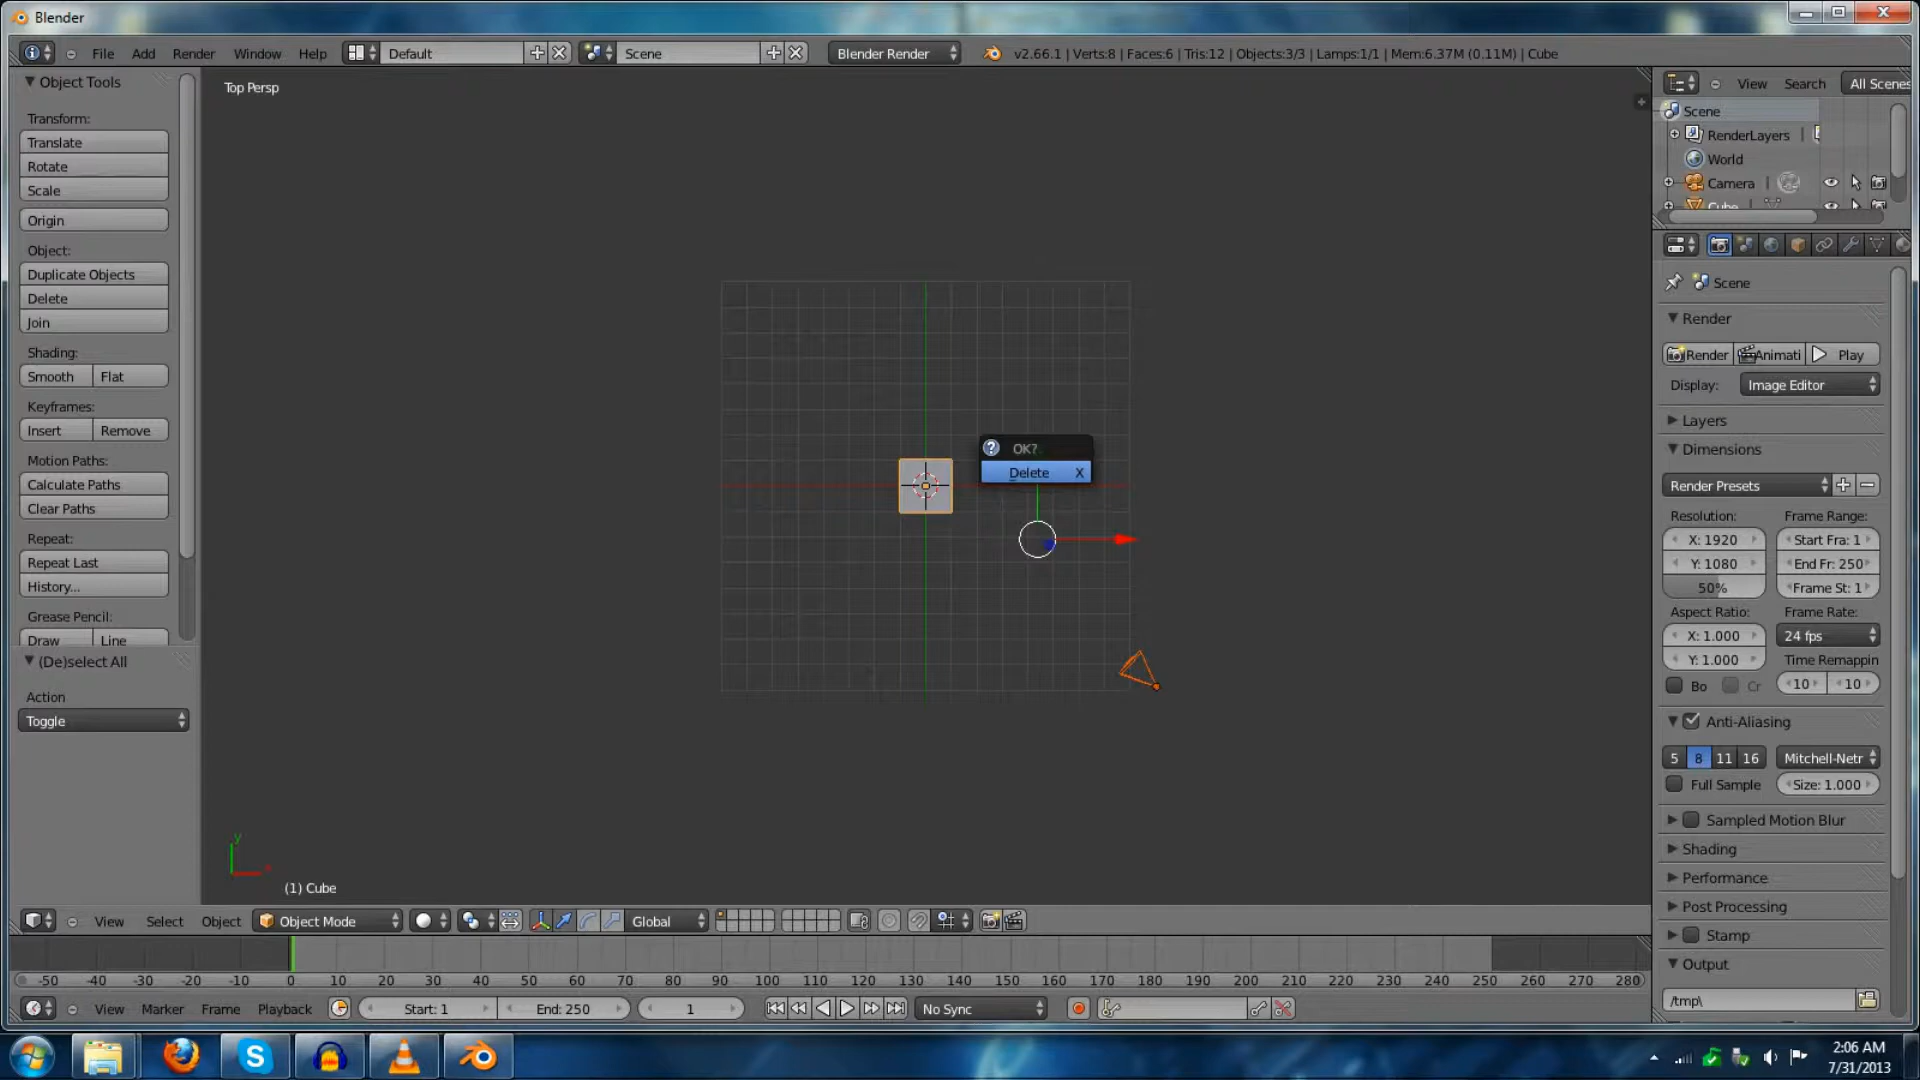 Blender
File Add Render Window Help Default Scene Blender Render v2.66.1 | Verts:8 | Faces:6 | Tris:12 | Objects:3/3 | Lamps:1/1 | Mem:6.37M (0.11M) | Cube
Object Tools
Transform:
Translate
Rotate
Scale
Origin
Object:
Duplicate Objects
Delete
Join
Shading:
Smooth Flat
Keyframes:
Insert Remove
Motion Paths:
Calculate Paths
Clear Paths
Repeat:
Repeat Last
History...
Grease Pencil:
Draw Line
(De)select All
Action
Toggle
Top Persp
OK?
Delete X
y
(1) Cube
View Search All Scenes
Scene
RenderLayers |
World
Camera |
Cube |
Scene
Render
Render Animati Play
Display: Image Editor
Layers
Dimensions
Render Presets
Resolution: Frame Range:
X: 1920 Start Fra: 1
Y: 1080 End Fr: 250
50% Frame St: 1
Aspect Ratio: Frame Rate:
X: 1.000 24 fps
Y: 1.000 Time Remappin
Bo Cr 10 10
Anti-Aliasing
5 8 11 16 Mitchell-Netr
Full Sample Size: 1.000
Sampled Motion Blur
Shading
Performance
Post Processing
Stamp
Output
/tmp\
View Select Object Object Mode Global
-50 -40 -30 -20 -10 0 10 20 30 40 50 60 70 80 90 100 110 120 130 140 150 160 170 180 190 200 210 220 230 240 250 260 270 280
View Marker Frame Playback Start: 1 End: 250 1 No Sync
2:06 AM
7/31/2013